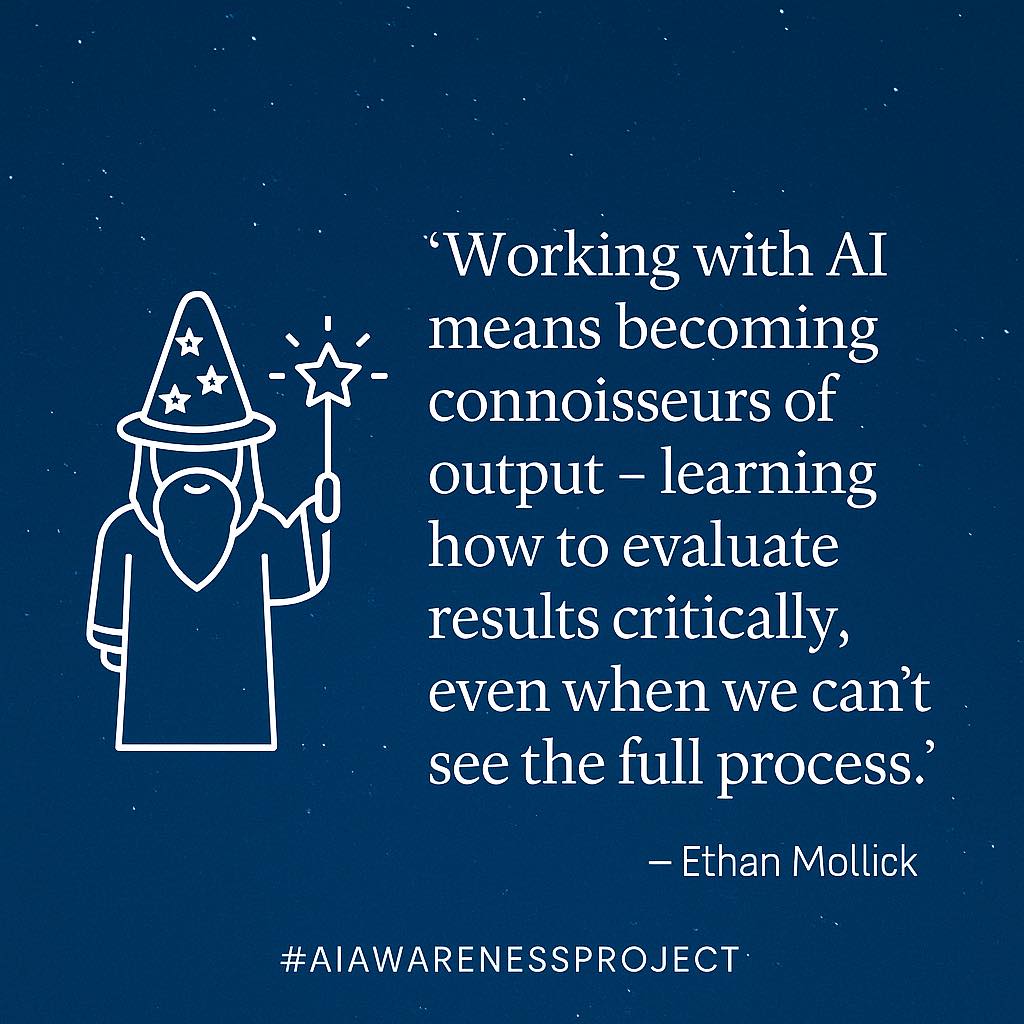 ‘Working with AI
means becoming
connoisseurs of
output – learning
how to evaluate
results critically,
even when we can’t
see the full process.’
– Ethan Mollick
#AIAWARENESSPROJECT